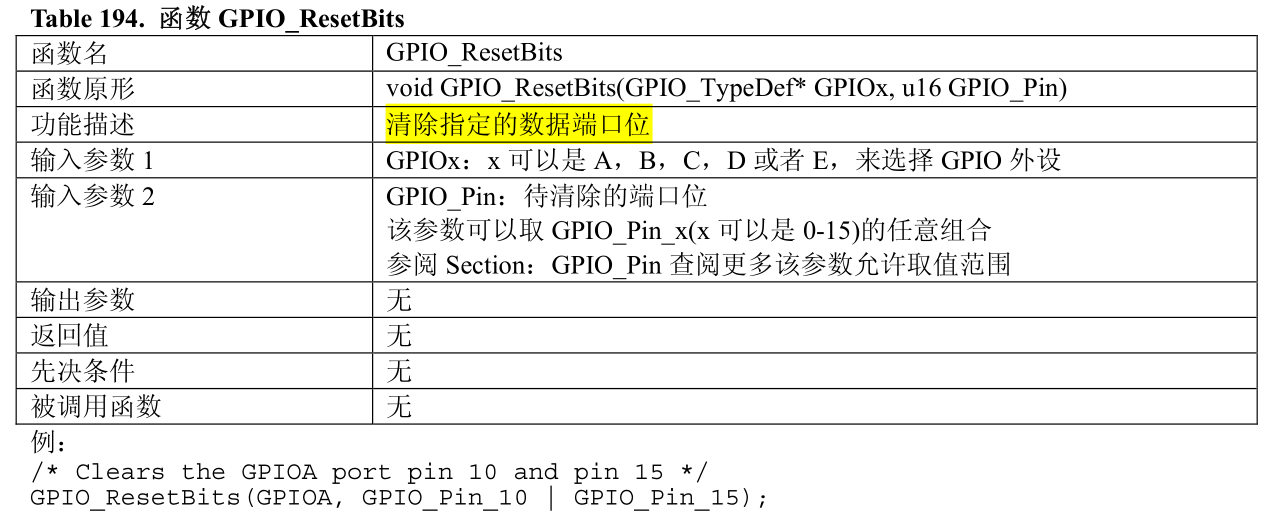 Table 194. 函数 GPIO_ResetBits
函数名 GPIO_ResetBits
函数原形 void GPIO_ResetBits(GPIO_TypeDef* GPIOx, u16 GPIO_Pin)
功能描述 清除指定的数据端口位
输入参数 1 GPIOx：x 可以是 A，B，C，D 或者 E，来选择 GPIO 外设
输入参数 2 GPIO_Pin：待清除的端口位
该参数可以取 GPIO_Pin_x(x 可以是 0-15)的任意组合
参阅 Section：GPIO_Pin 查阅更多该参数允许取值范围
输出参数 无
返回值 无
先决条件 无
被调用函数 无
例：
/* Clears the GPIOA port pin 10 and pin 15 */
GPIO_ResetBits(GPIOA, GPIO_Pin_10 | GPIO_Pin_15);